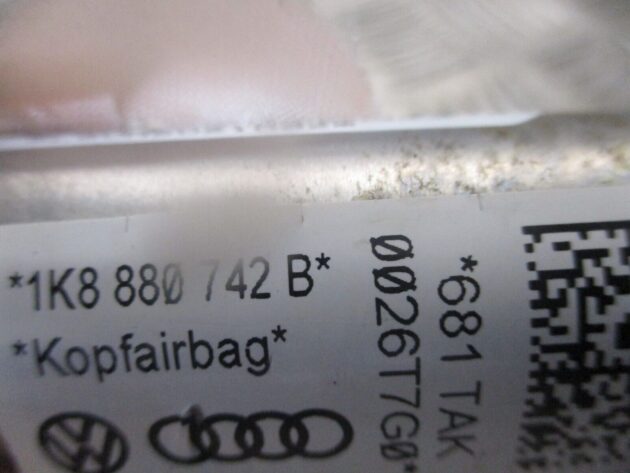 *1K8 880 742 B*
*Kopfairbag*
*681 TAK
0026T7G0*